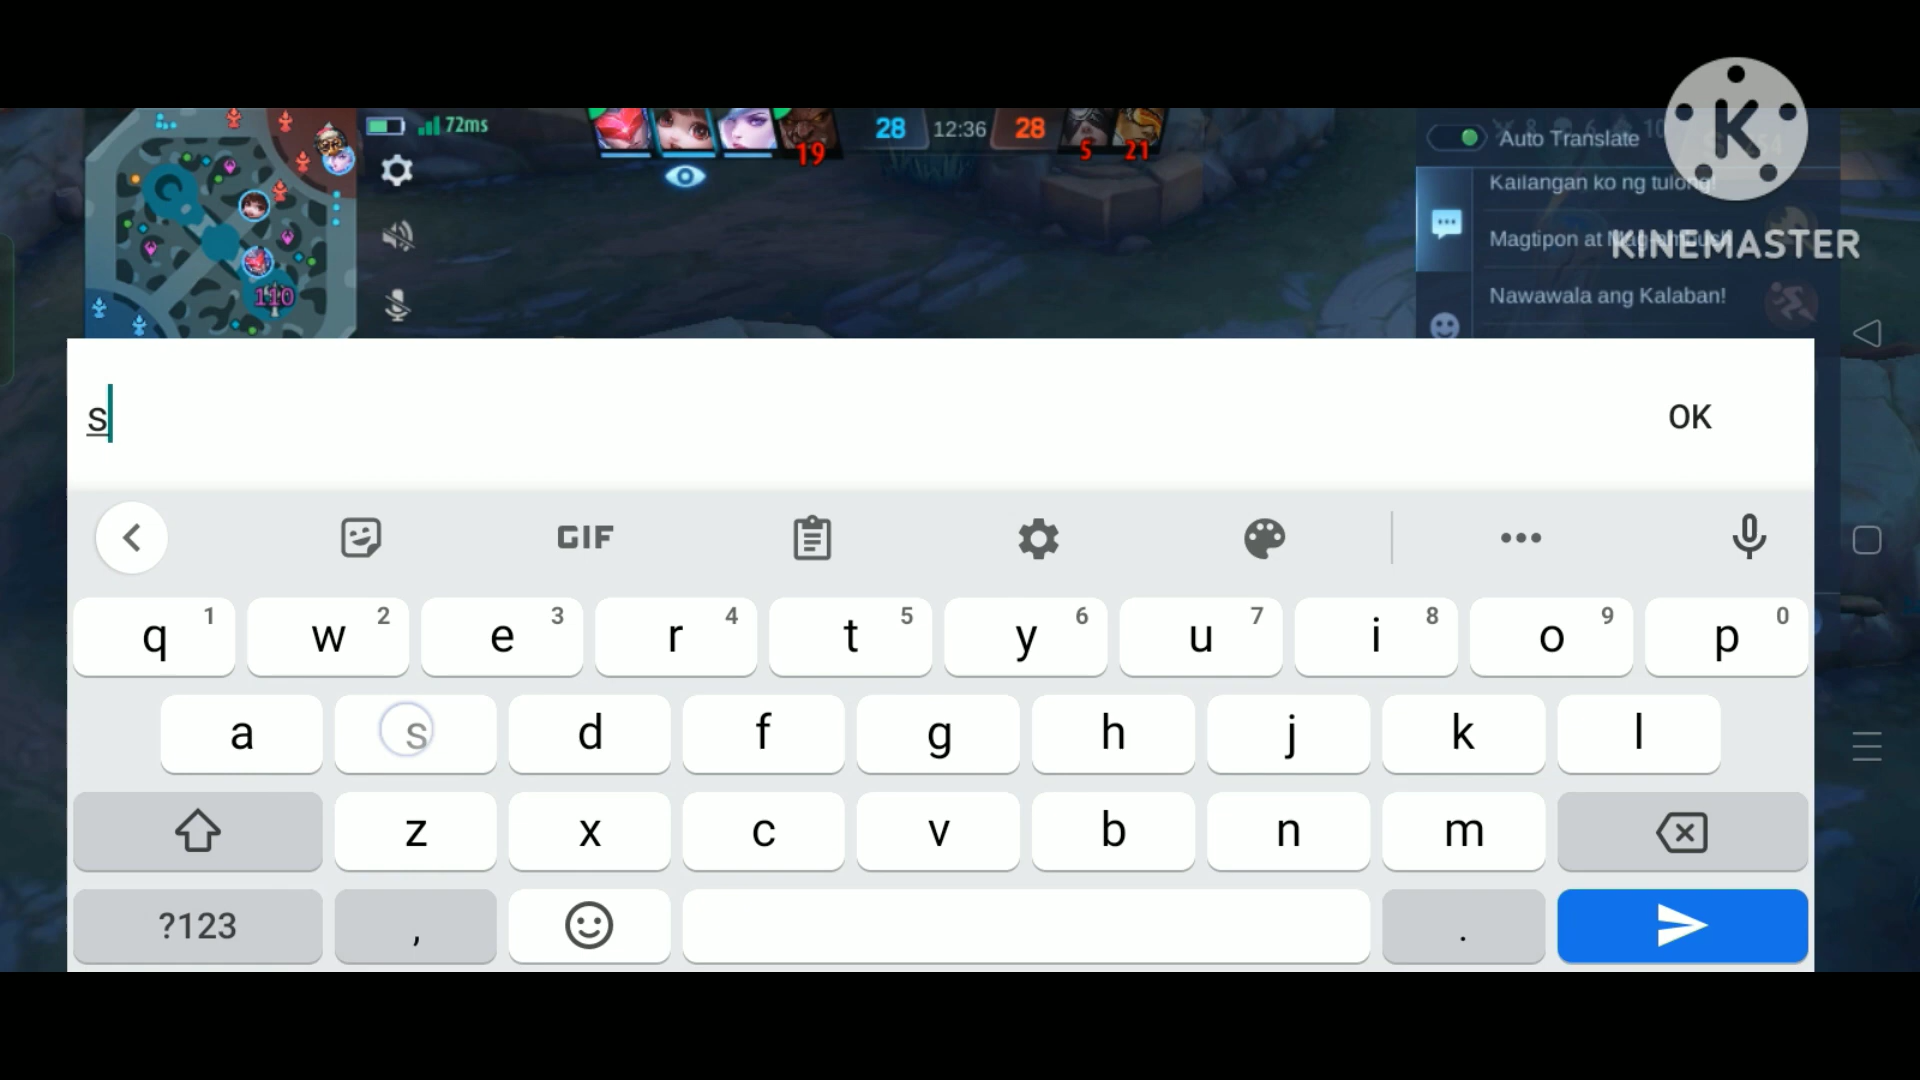 72ms
28 12:36 28
19
5 21
110
Auto Translate
Kailangan ko ng tulong!
Magtipon at
Nawawala ang Kalaban!
K
KINEMASTER
s
OK
GIF
q 1 w 2 e 3 r 4 t 5 y 6 u 7 i 8 o 9 p 0
a s d f g h j k l
z x c v b n m
?123 , .